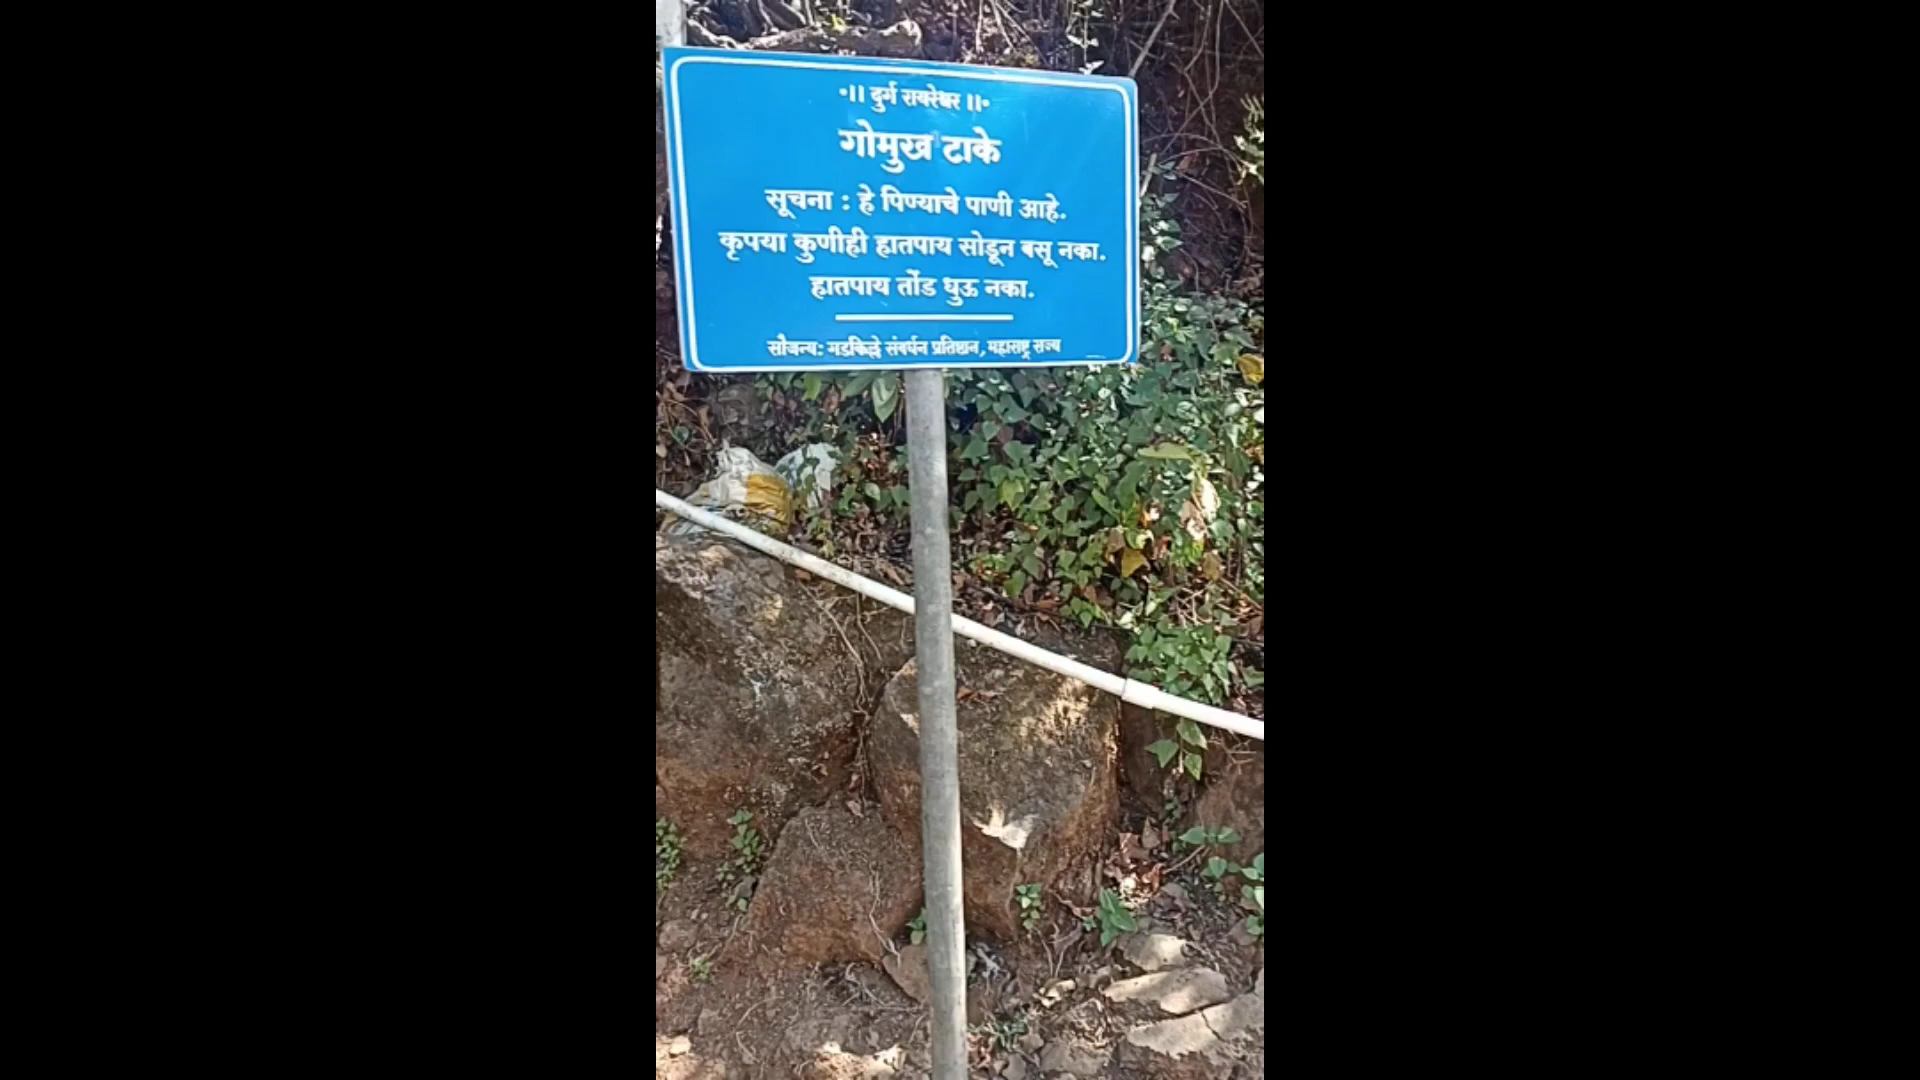 ॥ दुर्ग रायरेश्वर ॥
गोमुख टाके
सूचना : हे पिण्याचे पाणी आहे.
कृपया कुणीही हातपाय सोडून बसू नका.
हातपाय तोंड धुऊ नका.
सौजन्य: गडकिल्ले संवर्धन प्रतिष्ठान, महाराष्ट्र राज्य